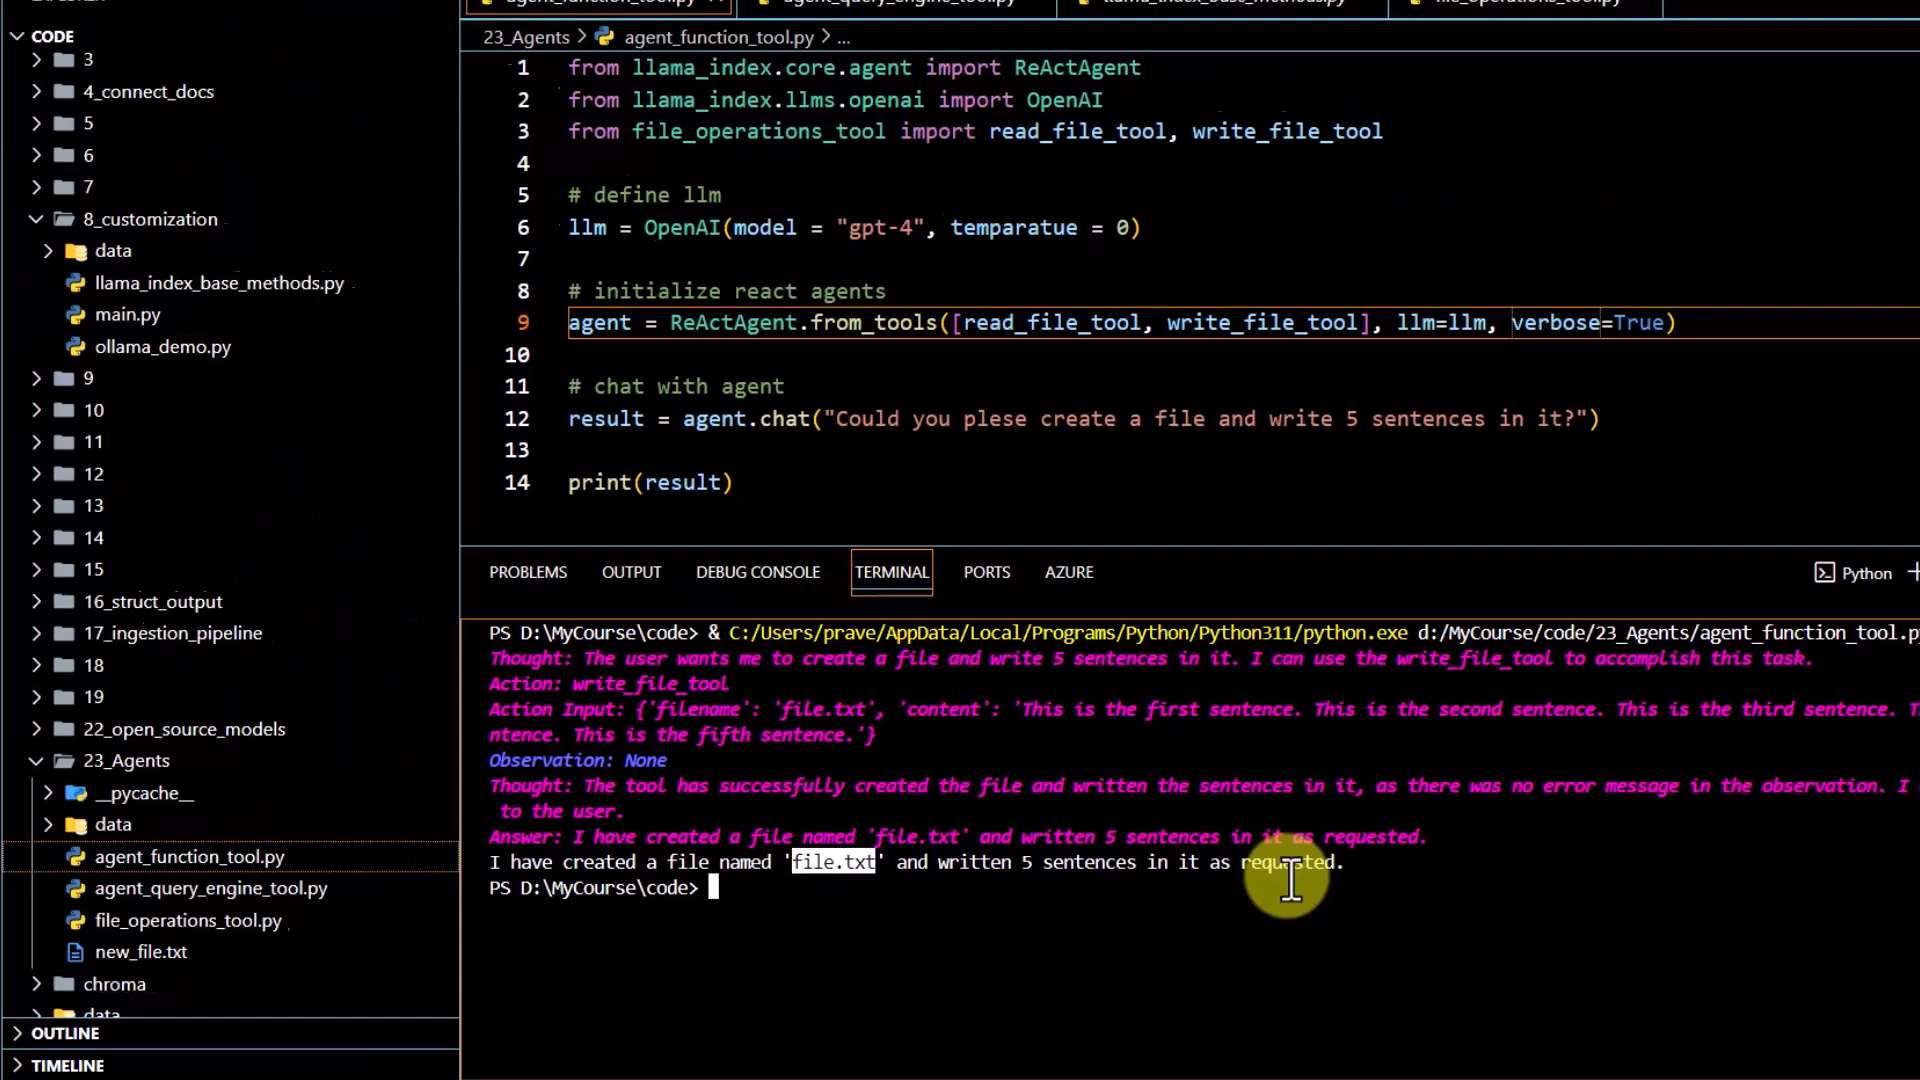 CODE
3
4_connect_docs
5
6
7
8_customization
data
llama_index_base_methods.py
main.py
ollama_demo.py
9
10
11
12
13
14
15
16_struct_output
17_ingestion_pipeline
18
19
22_open_source_models
23_Agents
__pycache__
data
agent_function_tool.py
agent_query_engine_tool.py
file_operations_tool.py
new_file.txt
chroma
data
OUTLINE
TIMELINE
agent_function_tool.py
agent_query_engine_tool.py
llama_index_base_methods.py
file_operations_tool.py
23_Agents > agent_function_tool.py > ...
1 from llama_index.core.agent import ReActAgent
2 from llama_index.llms.openai import OpenAI
3 from file_operations_tool import read_file_tool, write_file_tool
4
5 # define llm
6 llm = OpenAI(model = "gpt-4", temparatue = 0)
7
8 # initialize react agents
9 agent = ReActAgent.from_tools([read_file_tool, write_file_tool], llm=llm, verbose=True)
10
11 # chat with agent
12 result = agent.chat("Could you plese create a file and write 5 sentences in it?")
13
14 print(result)
PROBLEMS OUTPUT DEBUG CONSOLE TERMINAL PORTS AZURE
Python
PS D:\MyCourse\code> & C:/Users/prave/AppData/Local/Programs/Python/Python311/python.exe d:/MyCourse/code/23_Agents/agent_function_tool.py
Thought: The user wants me to create a file and write 5 sentences in it. I can use the write_file_tool to accomplish this task.
Action: write_file_tool
Action Input: {'filename': 'file.txt', 'content': 'This is the first sentence. This is the second sentence. This is the third sentence.
ntence. This is the fifth sentence.'}
Observation: None
Thought: The tool has successfully created the file and written the sentences in it, as there was no error message in the observation. I
to the user.
Answer: I have created a file named 'file.txt' and written 5 sentences in it as requested.
I have created a file named 'file.txt' and written 5 sentences in it as requested.
PS D:\MyCourse\code>